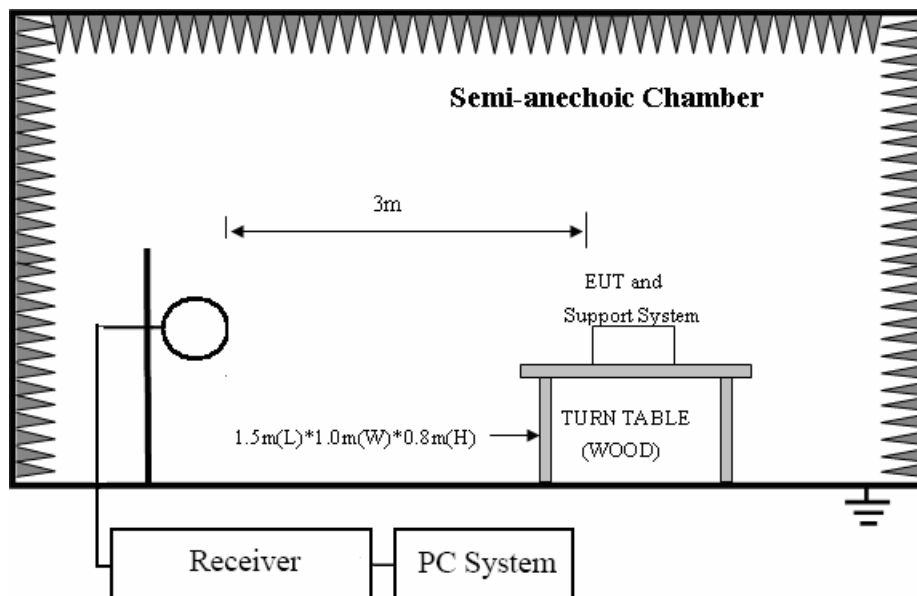 Semi-anechoic Chamber
3m
EUT and
Support System
1.5m(L)*1.0m(W)*0.8m(H)
TURN TABLE
(WOOD)
Receiver
PC System